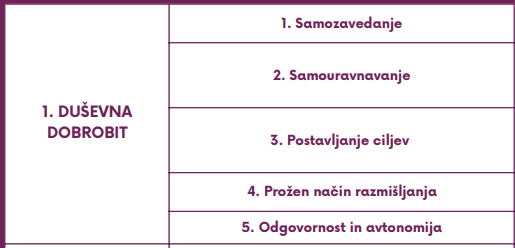 1. DUŠEVNA
DOBROBIT
1. Samozavedanje
2. Samouravnavanje
3. Postavljanje ciljev
4. Prožen način razmišljanja
5. Odgovornost in avtonomija